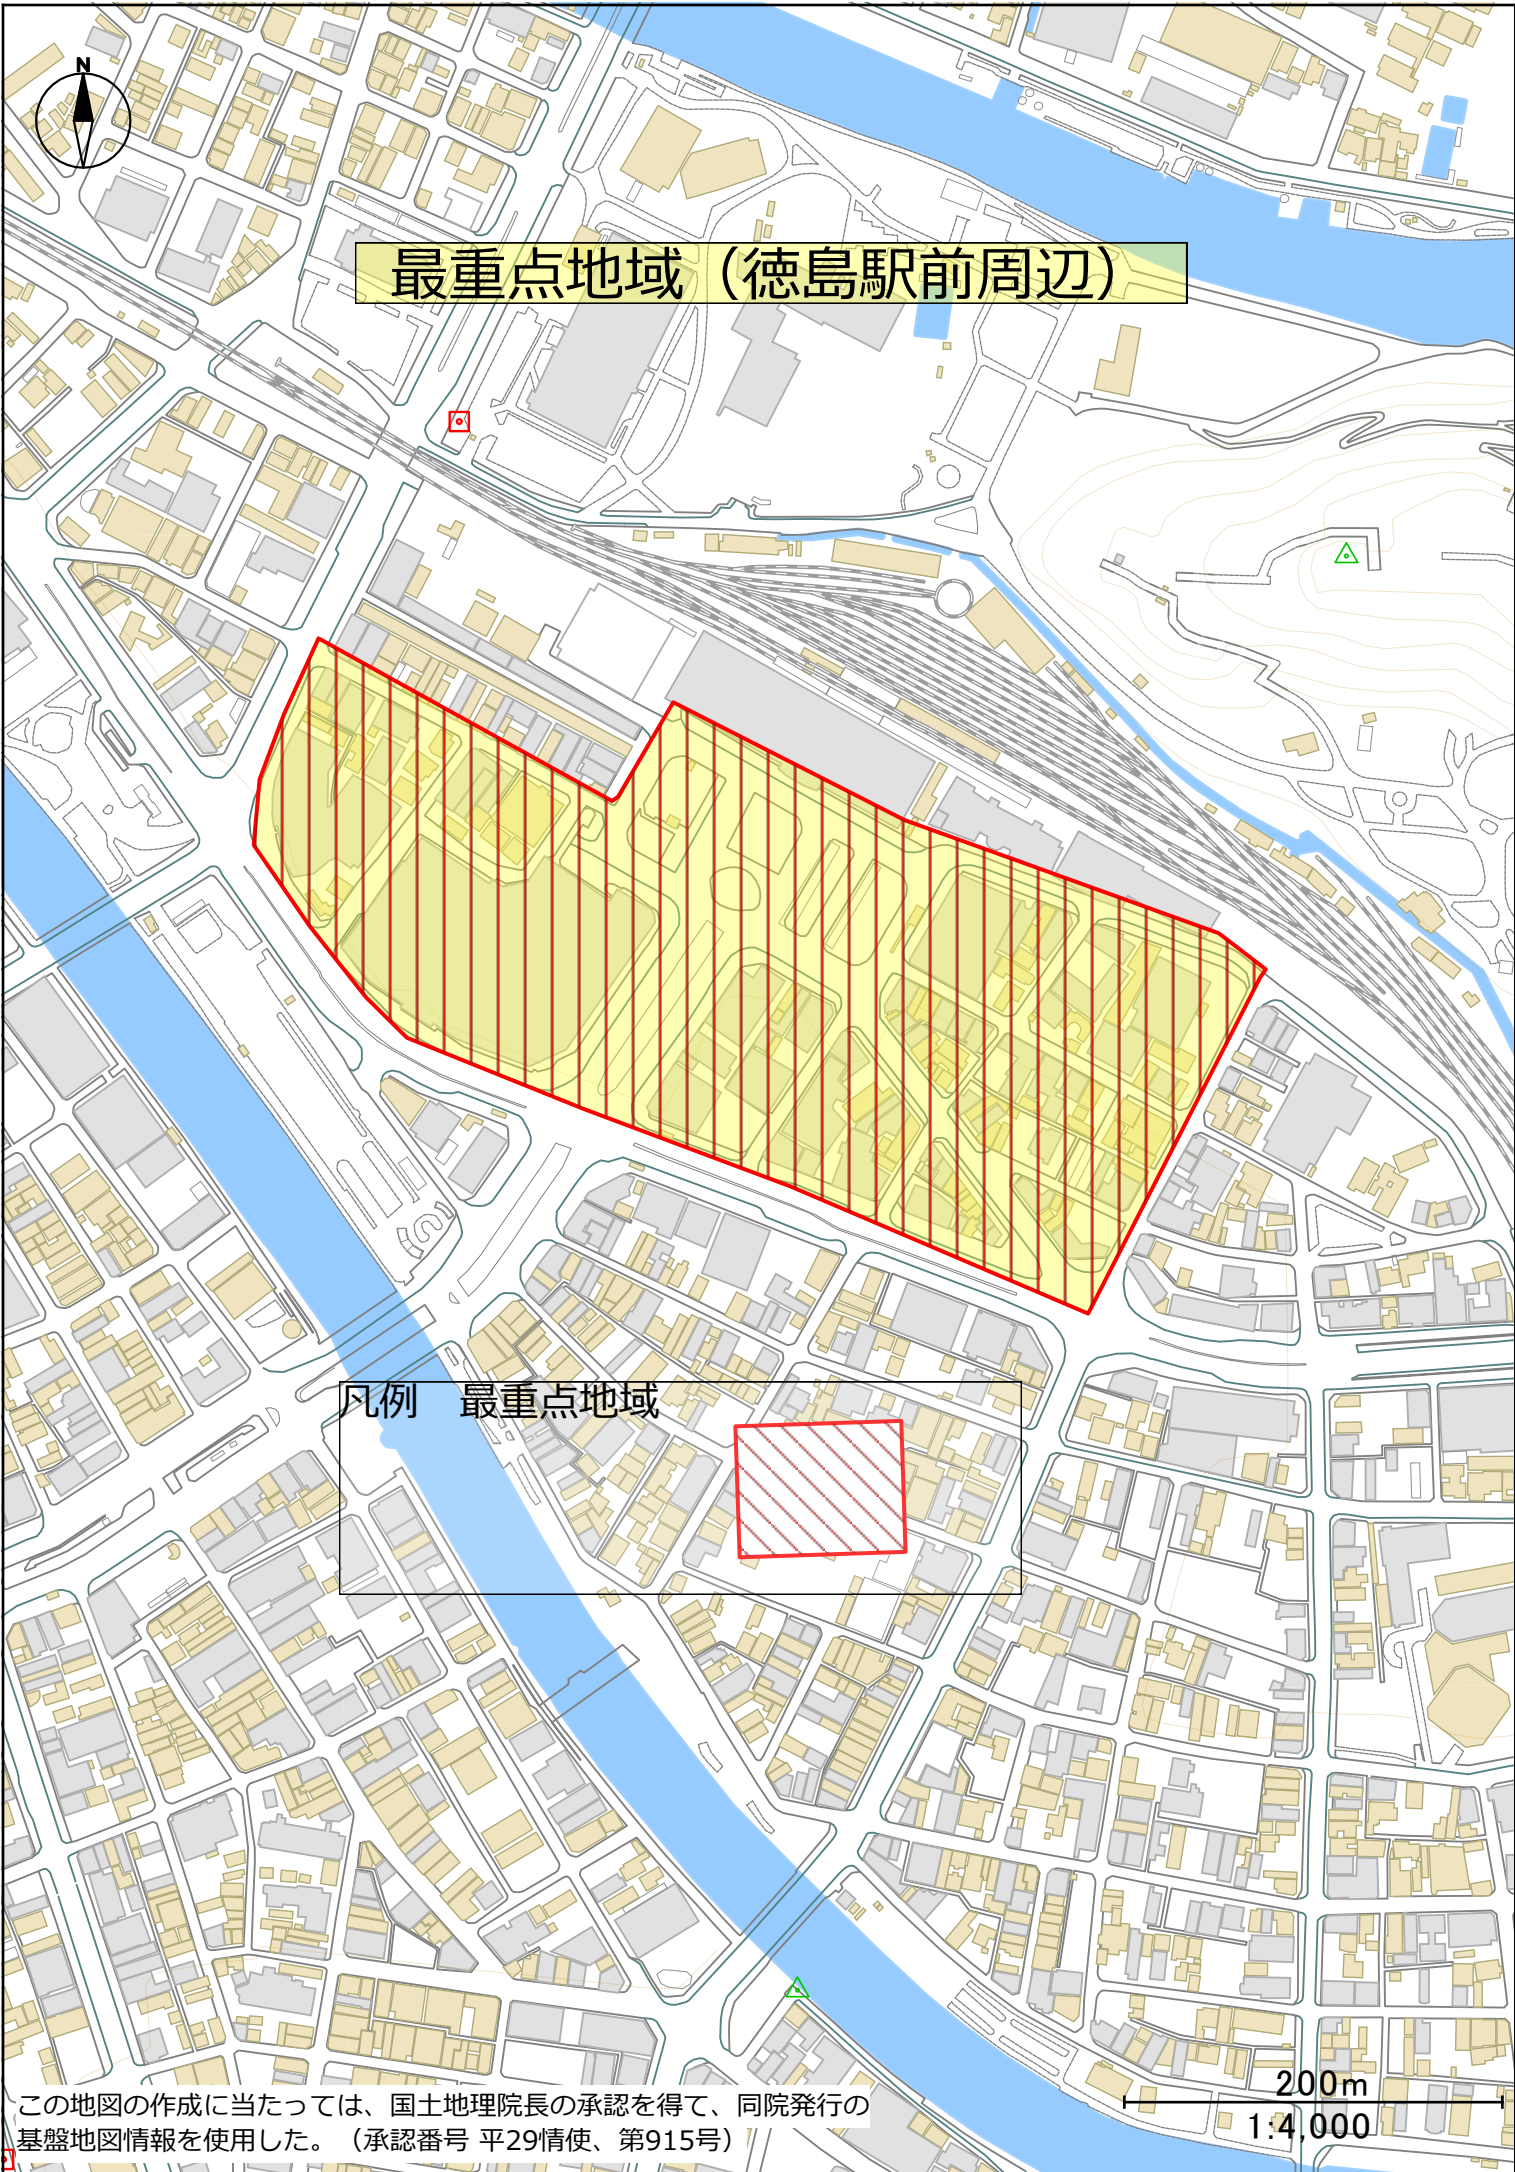 N
最重点地域（徳島駅前周辺）
凡例　最重点地域
200m
1:4,000
この地図の作成に当たっては、国土地理院長の承認を得て、同院発行の
基盤地図情報を使用した。（承認番号 平29情使、第915号）